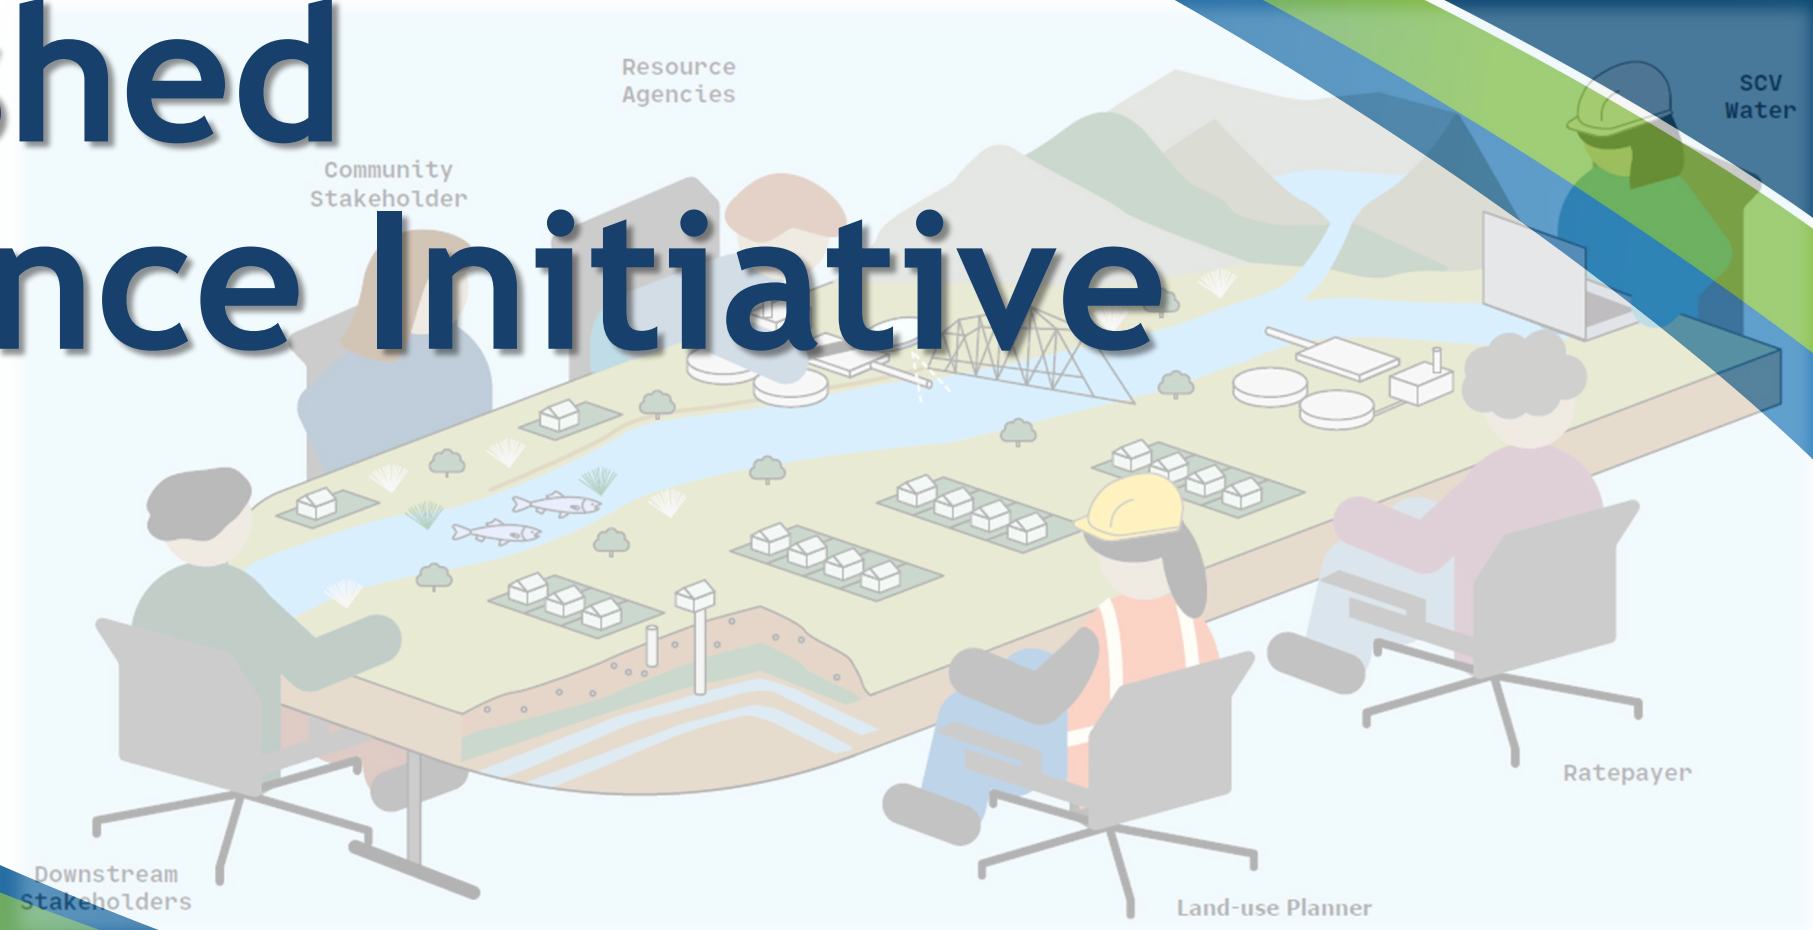 shed
nce Initiative
Resource
Agencies
SCV
Water
Community
Stakeholder
Ratepayer
Downstream
Stakeholders
Land-use Planner